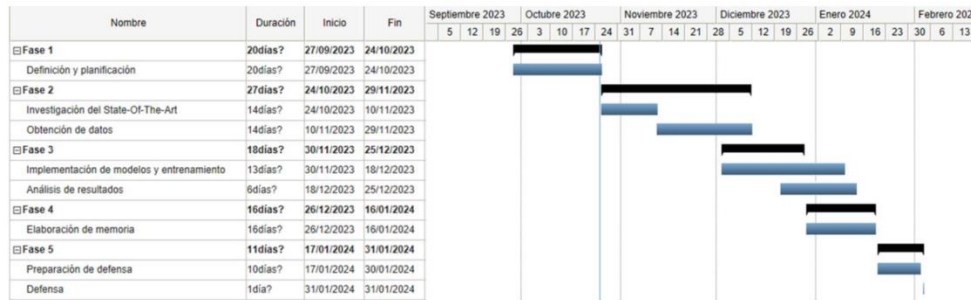 Nombre Duración Inicio Fin Septiembre 2023 Octubre 2023 Noviembre 2023 Diciembre 2023 Enero 2024 Febrero 202
5 12 19 26 3 10 17 24 31 7 14 21 28 5 12 19 26 2 9 16 23 30 6 13
Fase 1 20días? 27/09/2023 24/10/2023
Definición y planificación 20días? 27/09/2023 24/10/2023
Fase 2 27días? 24/10/2023 29/11/2023
Investigación del State-Of-The-Art 14días? 24/10/2023 10/11/2023
Obtención de datos 14días? 10/11/2023 29/11/2023
Fase 3 18días? 30/11/2023 25/12/2023
Implementación de modelos y entrenamiento 13días? 30/11/2023 18/12/2023
Análisis de resultados 6días? 18/12/2023 25/12/2023
Fase 4 16días? 26/12/2023 16/01/2024
Elaboración de memoria 16días? 26/12/2023 16/01/2024
Fase 5 11días? 17/01/2024 31/01/2024
Preparación de defensa 10días? 17/01/2024 30/01/2024
Defensa 1día? 31/01/2024 31/01/2024